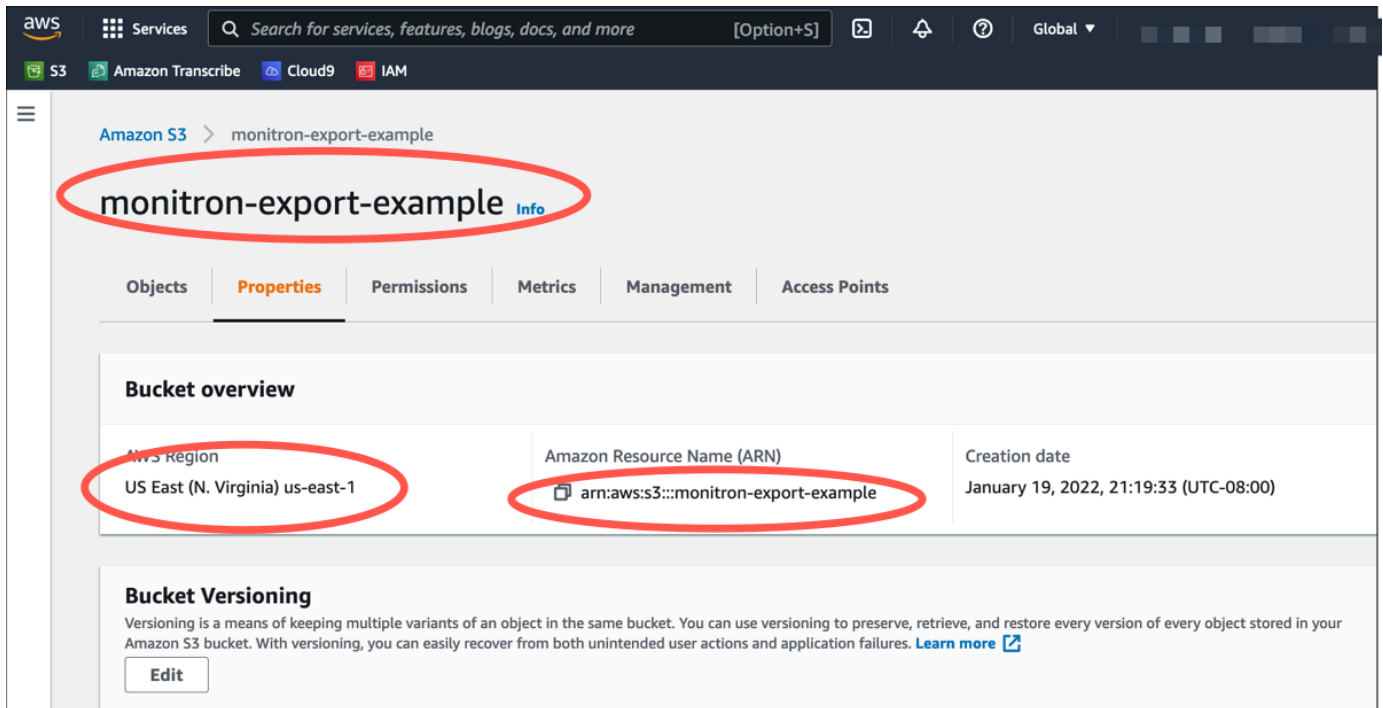 aws Services Search for services, features, blogs, docs, and more [Option+S] Global
S3 Amazon Transcribe Cloud9 IAM
Amazon S3 > monitron-export-example
monitron-export-example Info
Objects Properties Permissions Metrics Management Access Points
Bucket overview
AWS Region Amazon Resource Name (ARN) Creation date
US East (N. Virginia) us-east-1 arn:aws:s3:::monitron-export-example January 19, 2022, 21:19:33 (UTC-08:00)
Bucket Versioning
Versioning is a means of keeping multiple variants of an object in the same bucket. You can use versioning to preserve, retrieve, and restore every version of every object stored in your
Amazon S3 bucket. With versioning, you can easily recover from both unintended user actions and application failures. Learn more
Edit